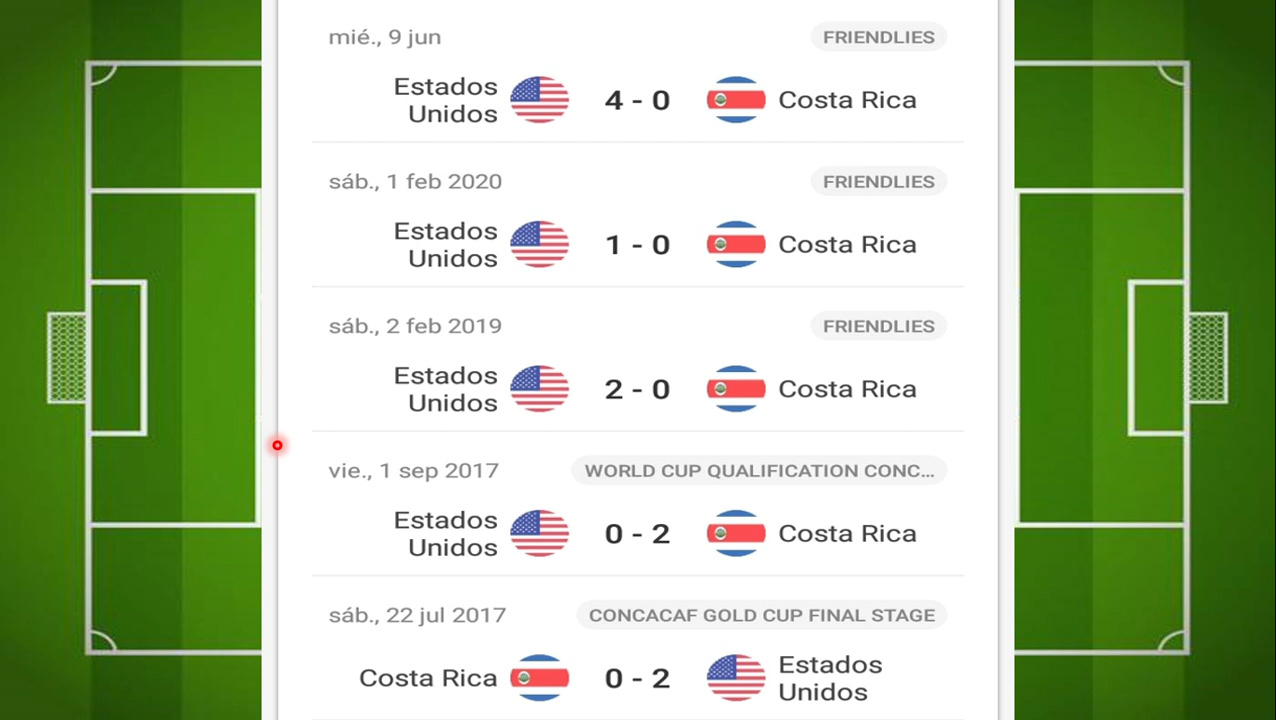 mié., 9 jun FRIENDLIES
Estados
Unidos
4 - 0
Costa Rica
sáb., 1 feb 2020 FRIENDLIES
Estados
Unidos
1 - 0
Costa Rica
sáb., 2 feb 2019 FRIENDLIES
Estados
Unidos
2 - 0
Costa Rica
vie., 1 sep 2017 WORLD CUP QUALIFICATION CONC...
Estados
Unidos
0 - 2
Costa Rica
sáb., 22 jul 2017 CONCACAF GOLD CUP FINAL STAGE
Costa Rica
0 - 2
Estados
Unidos